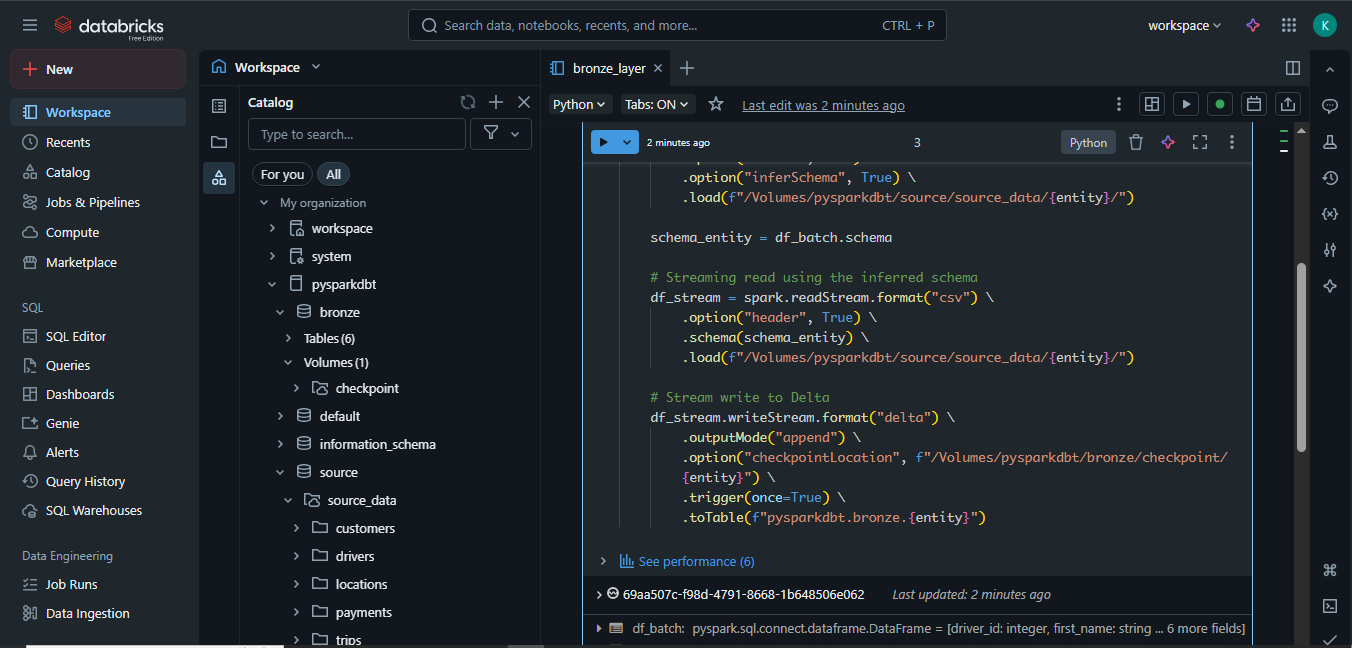 databricks
Free Edition
Search data, notebooks, recents, and more...
CTRL + P
workspace
K
New
Workspace
Recents
Catalog
Jobs & Pipelines
Compute
Marketplace
SQL
SQL Editor
Queries
Dashboards
Genie
Alerts
Query History
SQL Warehouses
Data Engineering
Job Runs
Data Ingestion
Workspace
Catalog
Type to search...
For you
All
My organization
workspace
system
pysparkdbt
bronze
Tables (6)
Volumes (1)
checkpoint
default
information_schema
source
source_data
customers
drivers
locations
payments
trips
bronze_layer
Python
Tabs: ON
Last edit was 2 minutes ago
2 minutes ago
3
Python
.option("inferSchema", True) \
.load(f"/Volumes/pysparkdbt/source/source_data/{entity}/")
schema_entity = df_batch.schema
# Streaming read using the inferred schema
df_stream = spark.readStream.format("csv") \
.option("header", True) \
.schema(schema_entity) \
.load(f"/Volumes/pysparkdbt/source/source_data/{entity}/")
# Stream write to Delta
df_stream.writeStream.format("delta") \
.outputMode("append") \
.option("checkpointLocation", f"/Volumes/pysparkdbt/bronze/checkpoint/
{entity}") \
.trigger(once=True) \
.toTable(f"pysparkdbt.bronze.{entity}")
See performance (6)
69aa507c-f98d-4791-8668-1b648506e062
Last updated: 2 minutes ago
df_batch: pyspark.sql.connect.dataframe.DataFrame = [driver_id: integer, first_name: string ... 6 more fields]